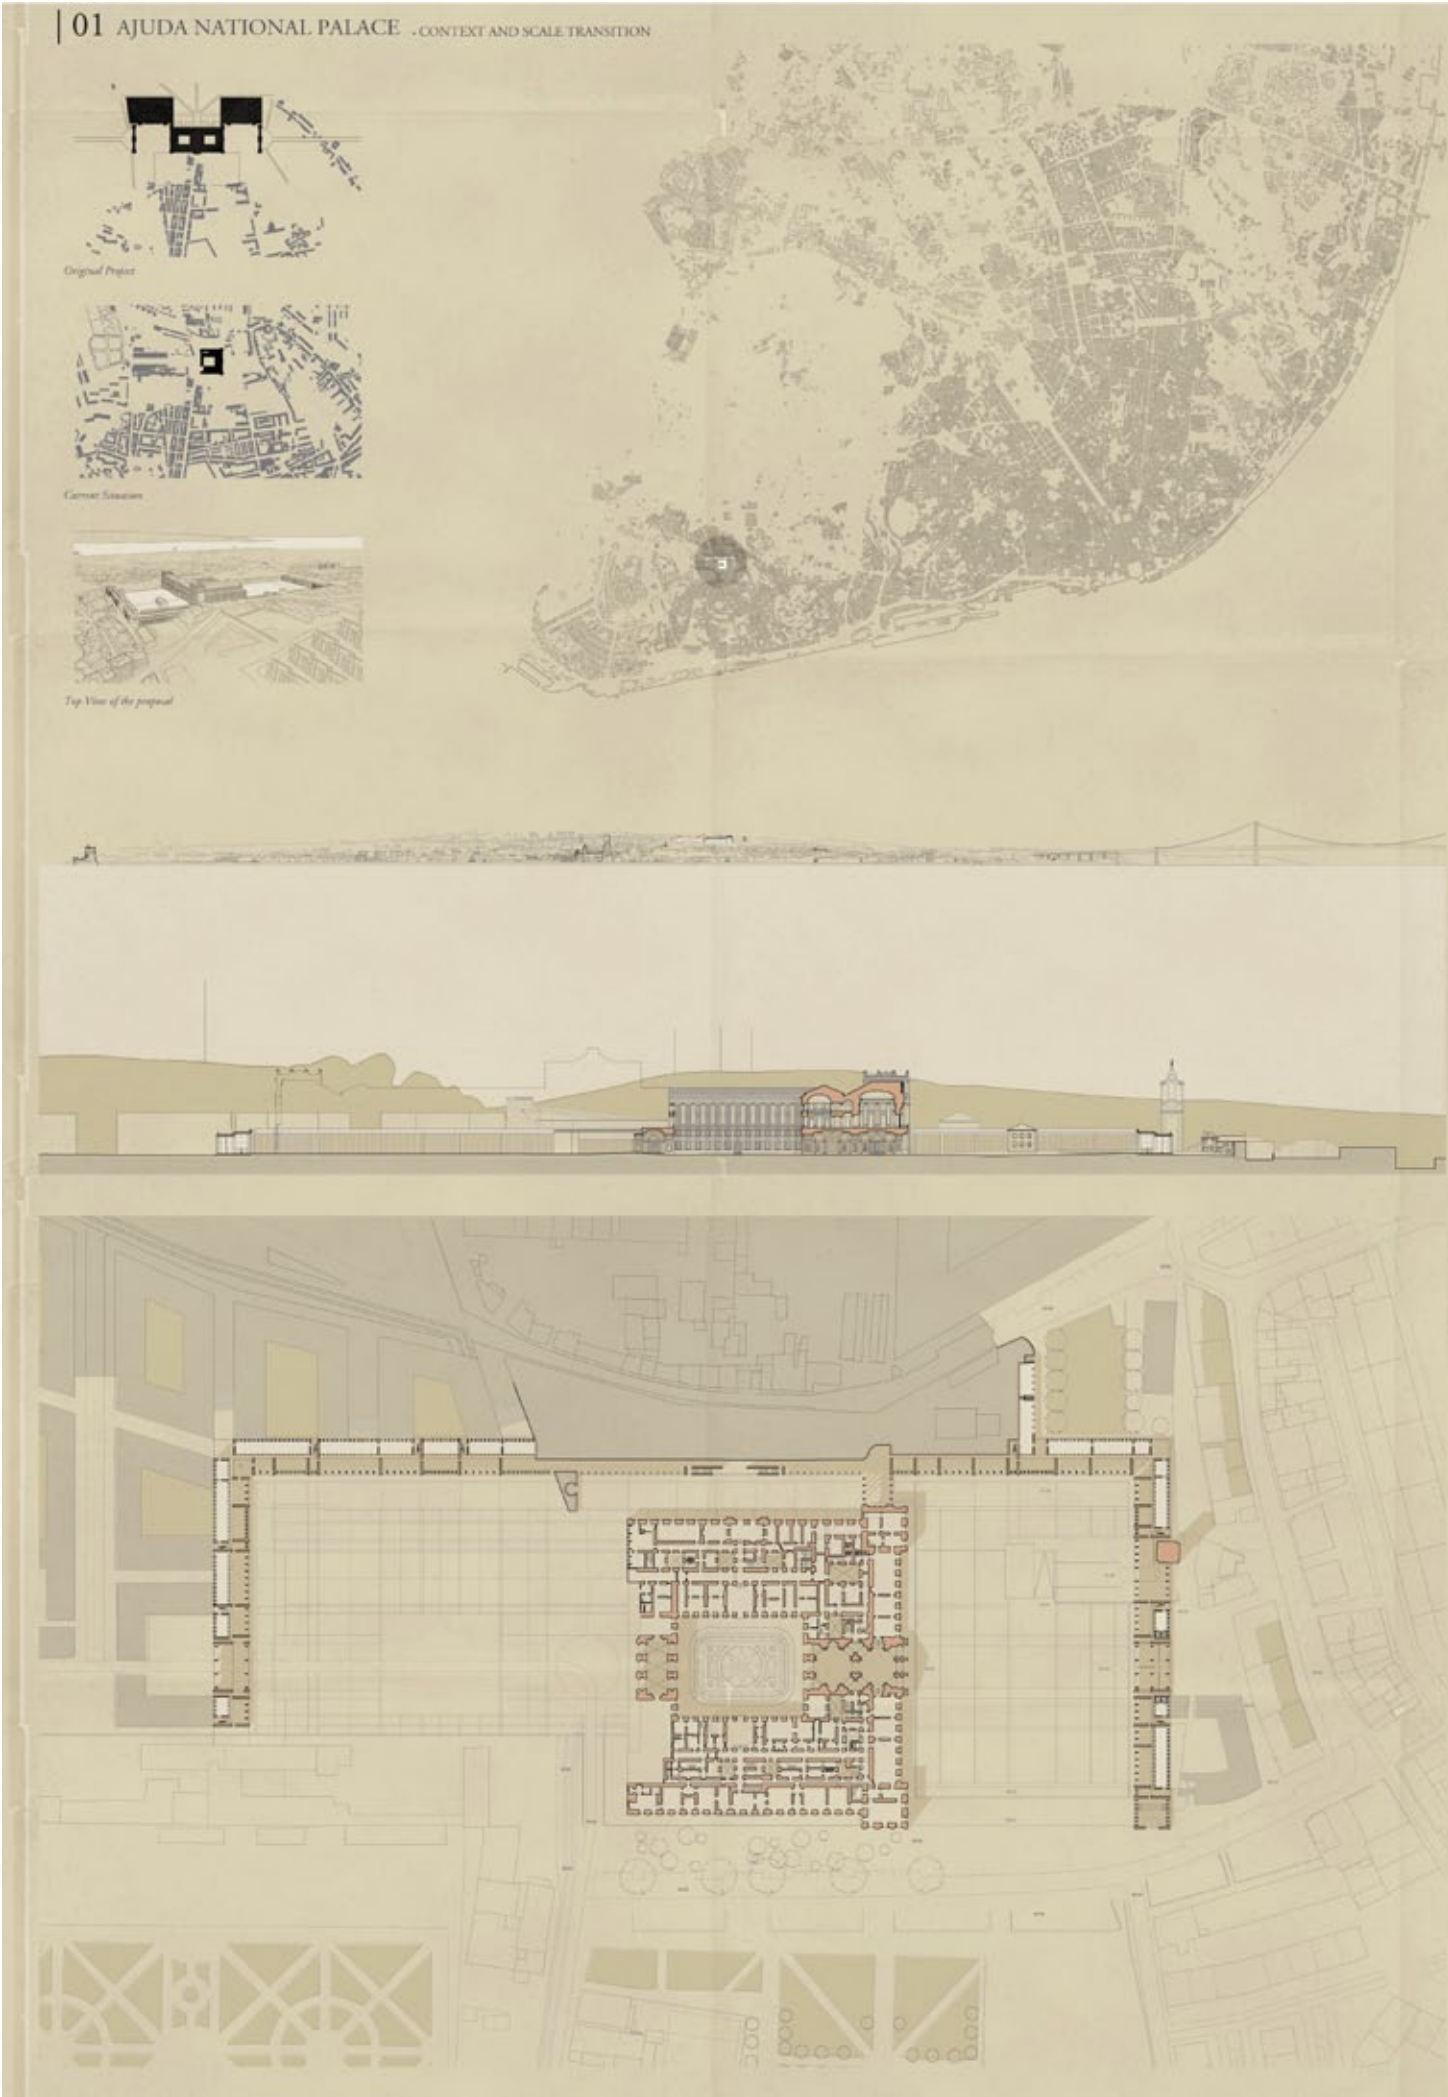 | 01 AJUDA NATIONAL PALACE - CONTEXT AND SCALE TRANSITION
Original Project
Current Situation
Top View of the proposal